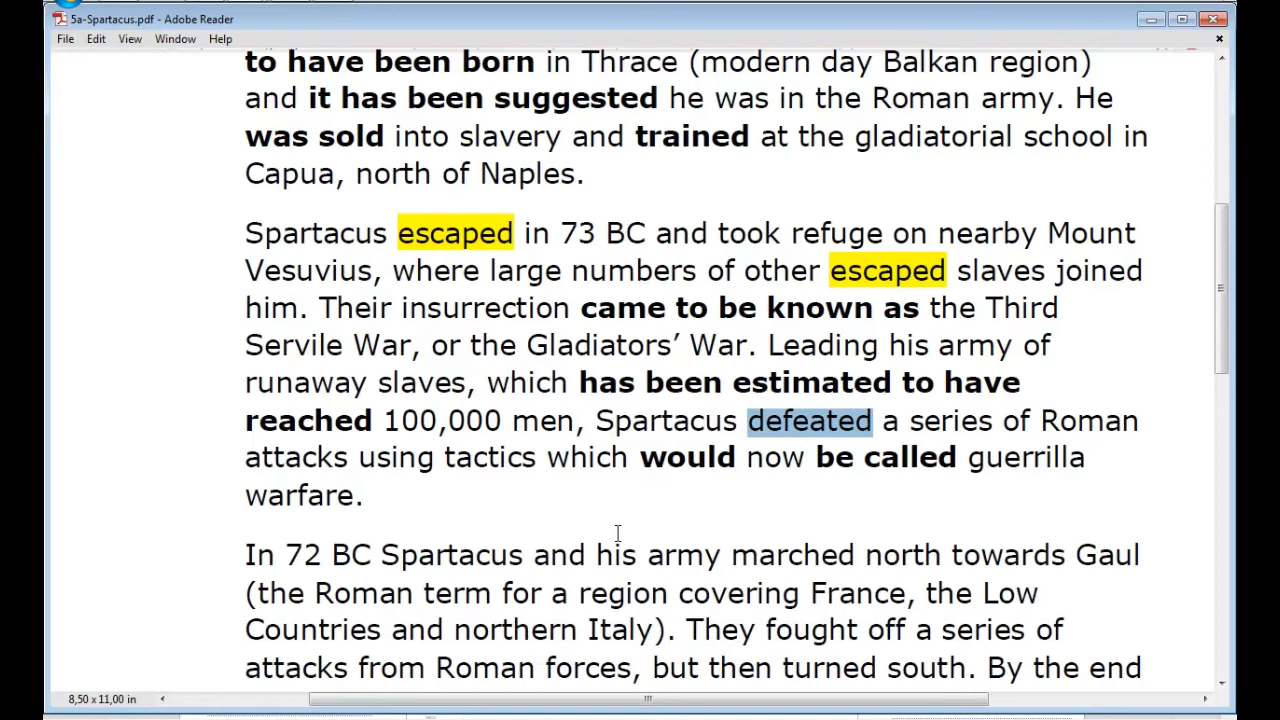 5a-Spartacus.pdf - Adobe Reader
File Edit View Window Help
to have been born in Thrace (modern day Balkan region)
and it has been suggested he was in the Roman army. He
was sold into slavery and trained at the gladiatorial school in
Capua, north of Naples.
Spartacus escaped in 73 BC and took refuge on nearby Mount
Vesuvius, where large numbers of other escaped slaves joined
him. Their insurrection came to be known as the Third
Servile War, or the Gladiators’ War. Leading his army of
runaway slaves, which has been estimated to have
reached 100,000 men, Spartacus defeated a series of Roman
attacks using tactics which would now be called guerrilla
warfare.
In 72 BC Spartacus and his army marched north towards Gaul
(the Roman term for a region covering France, the Low
Countries and northern Italy). They fought off a series of
attacks from Roman forces, but then turned south. By the end
8,50 x 11,00 in